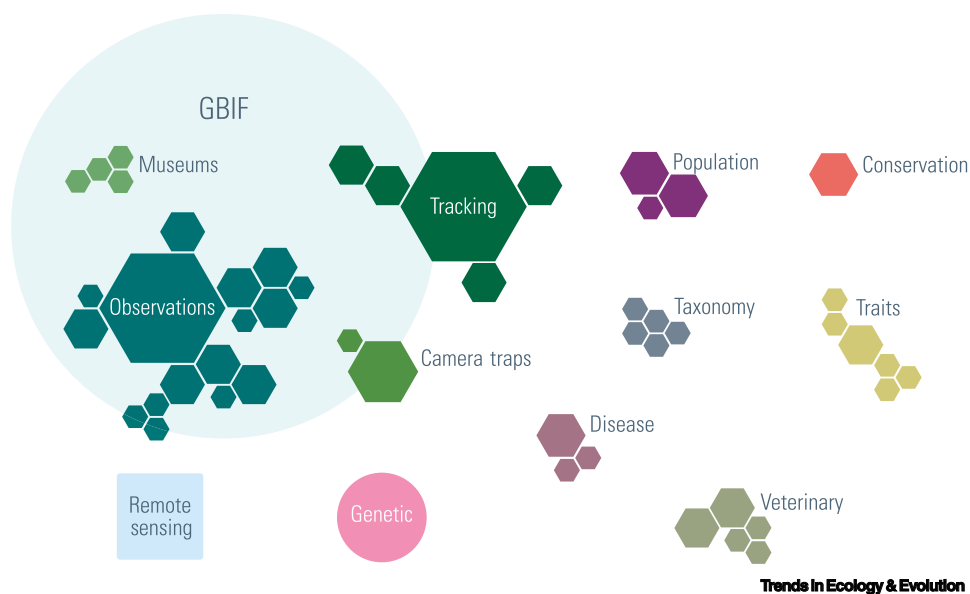 GBIF
Museums
Tracking
Population
Conservation
Observations
Taxonomy
Traits
Camera traps
Disease
Remote
sensing
Genetic
Veterinary
Trends in Ecology & Evolution